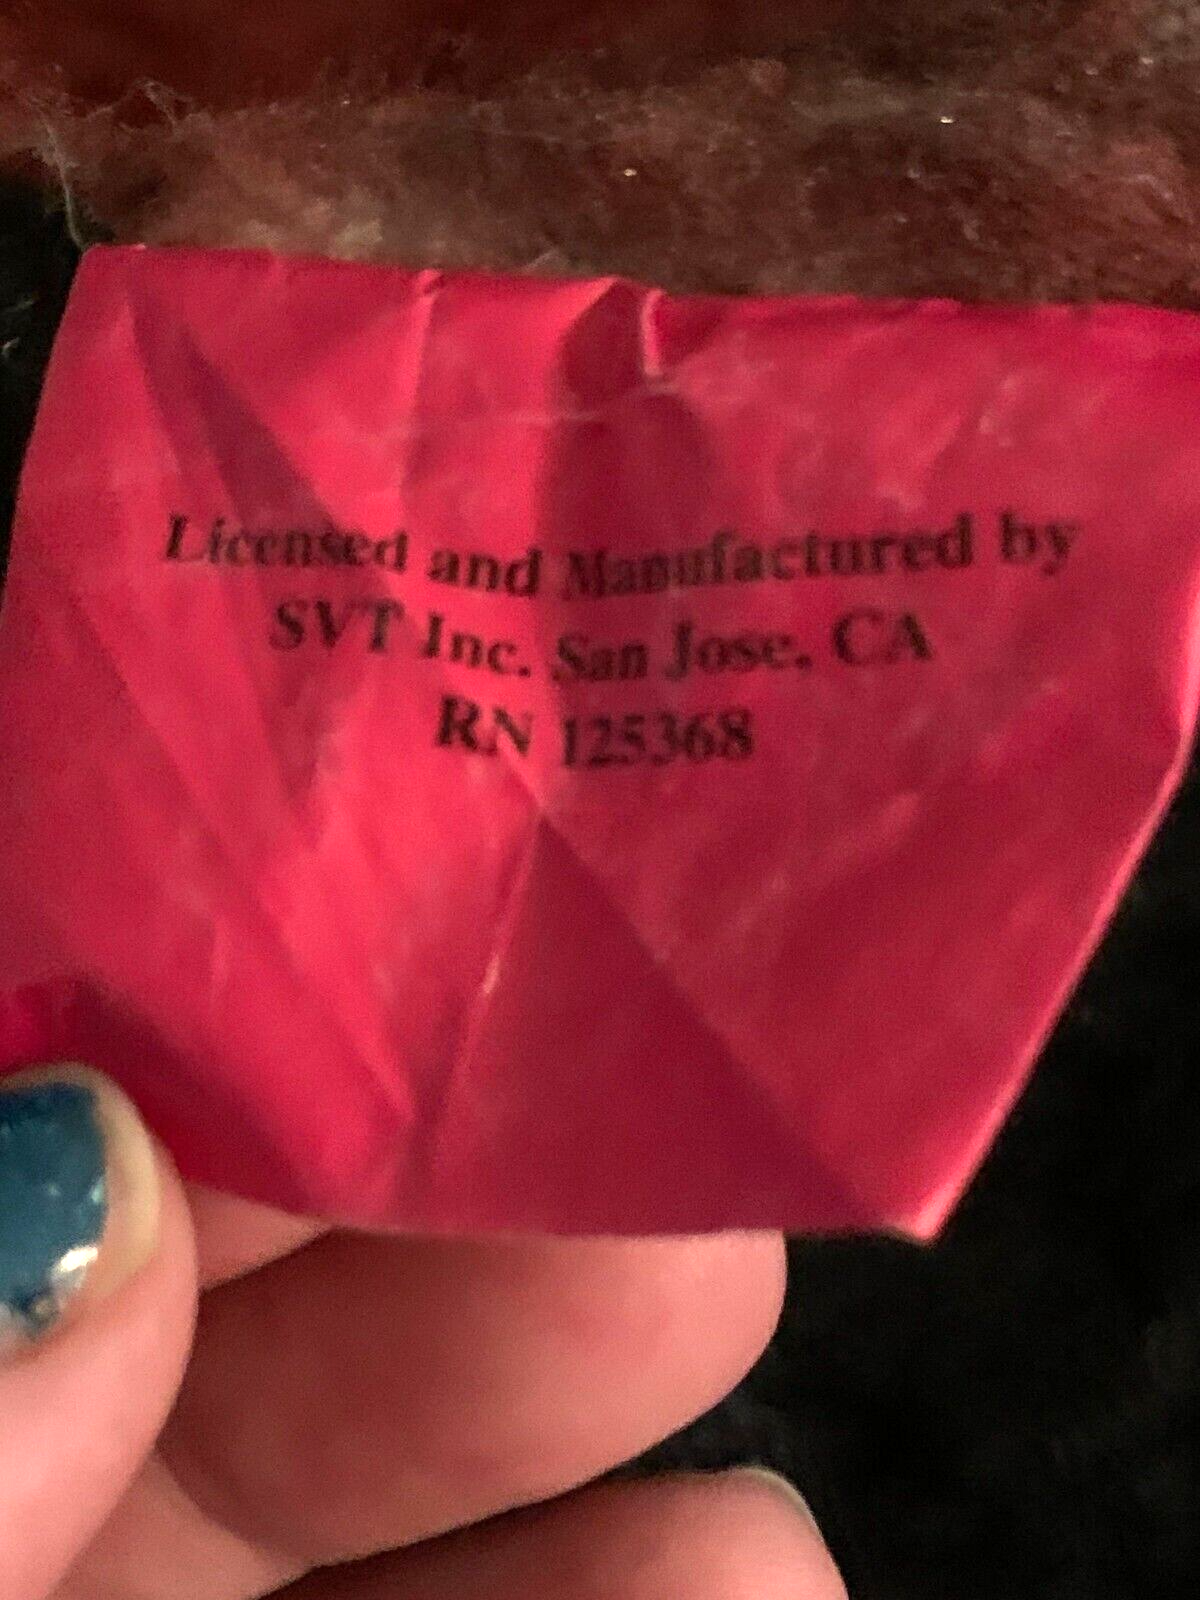 Licensed and Manufactured by
SVT Inc. San Jose, CA
RN 125368